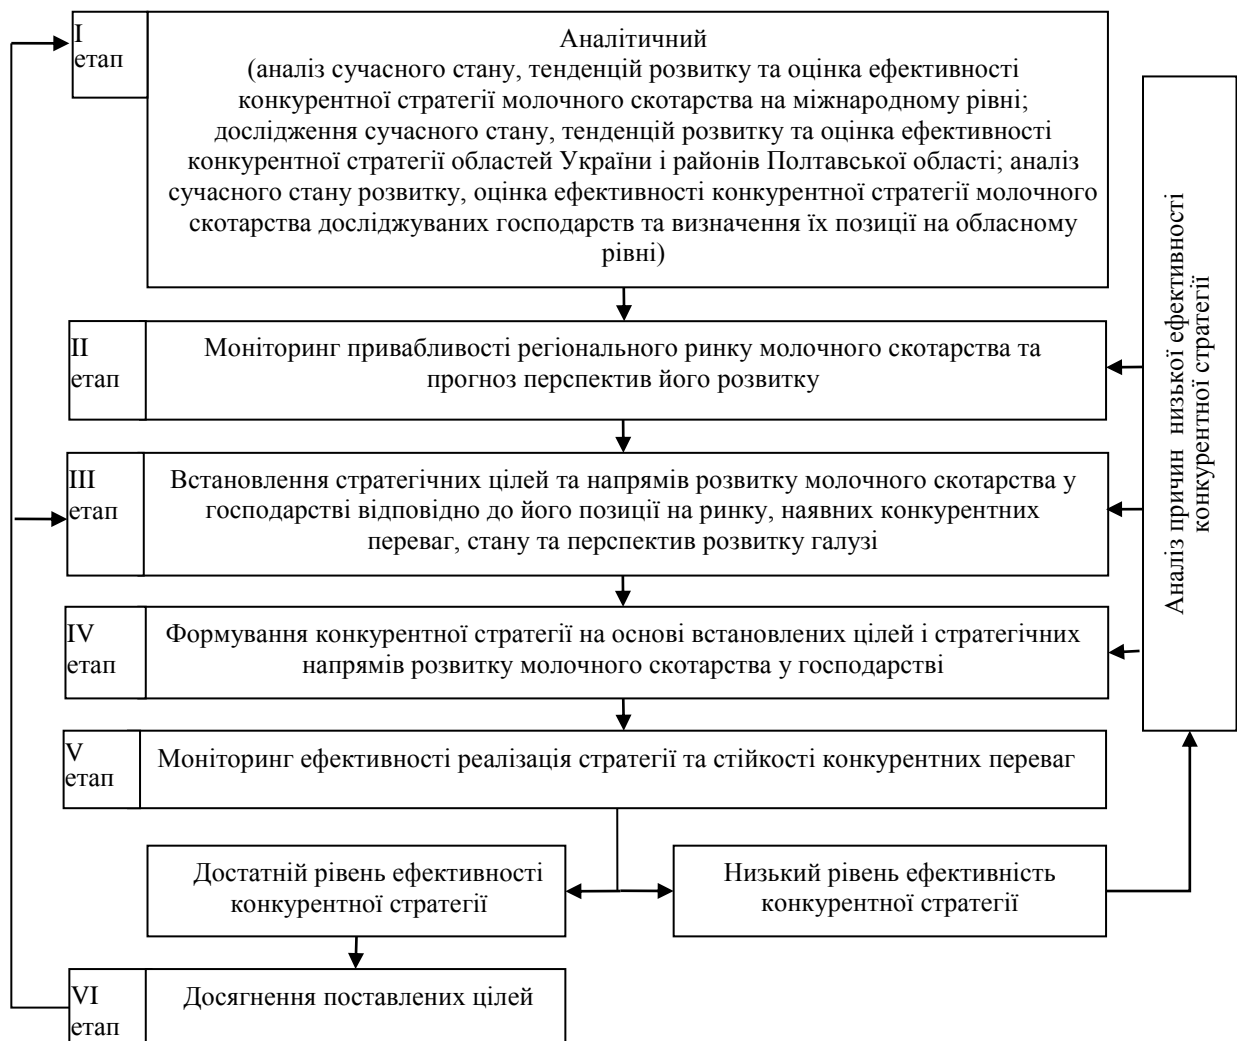 I
етап
Аналітичний
(аналіз сучасного стану, тенденцій розвитку та оцінка ефективності
конкурентної стратегії молочного скотарства на міжнародному рівні;
дослідження сучасного стану, тенденцій розвитку та оцінка ефективності
конкурентної стратегії областей України і районів Полтавської області; аналіз
сучасного стану розвитку, оцінка ефективності конкурентної стратегії молочного
скотарства досліджуваних господарств та визначення їх позиції на обласному
рівні)
II
етап
Моніторинг привабливості регіонального ринку молочного скотарства та
прогноз перспектив його розвитку
III
етап
Встановлення стратегічних цілей та напрямів розвитку молочного скотарства у
господарстві відповідно до його позиції на ринку, наявних конкурентних
переваг, стану та перспектив розвитку галузі
IV
етап
Формування конкурентної стратегії на основі встановлених цілей і стратегічних
напрямів розвитку молочного скотарства у господарстві
V
етап
Моніторинг ефективності реалізація стратегії та стійкості конкурентних переваг
Достатній рівень ефективності
конкурентної стратегії
Низький рівень ефективність
конкурентної стратегії
VI
етап
Досягнення поставлених цілей
Аналіз причин низької ефективності
конкурентної стратегії